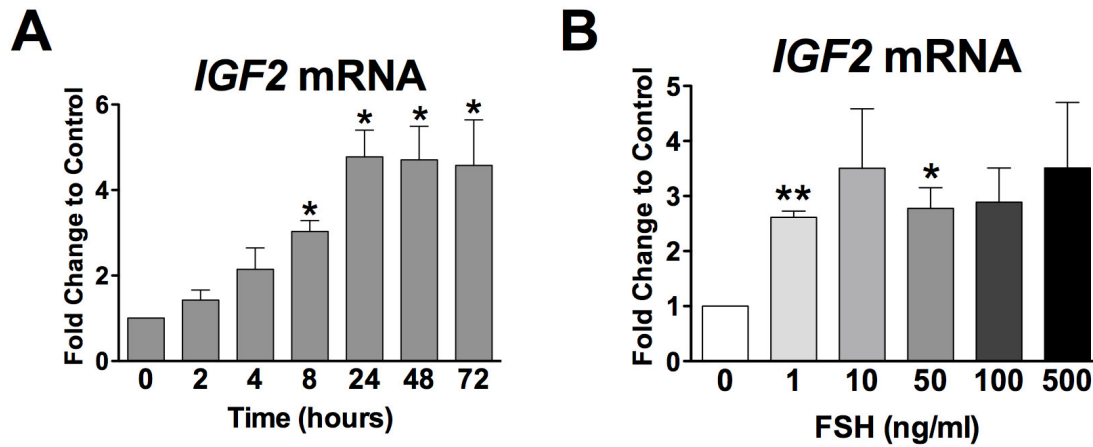 A
IGF2 mRNA
Fold Change to Control
6
4
2
0
* * * *
0 2 4 8 24 48 72
Time (hours)
B
IGF2 mRNA
Fold Change to Control
5
4
3
2
1
0
** *
0 1 10 50 100 500
FSH (ng/ml)